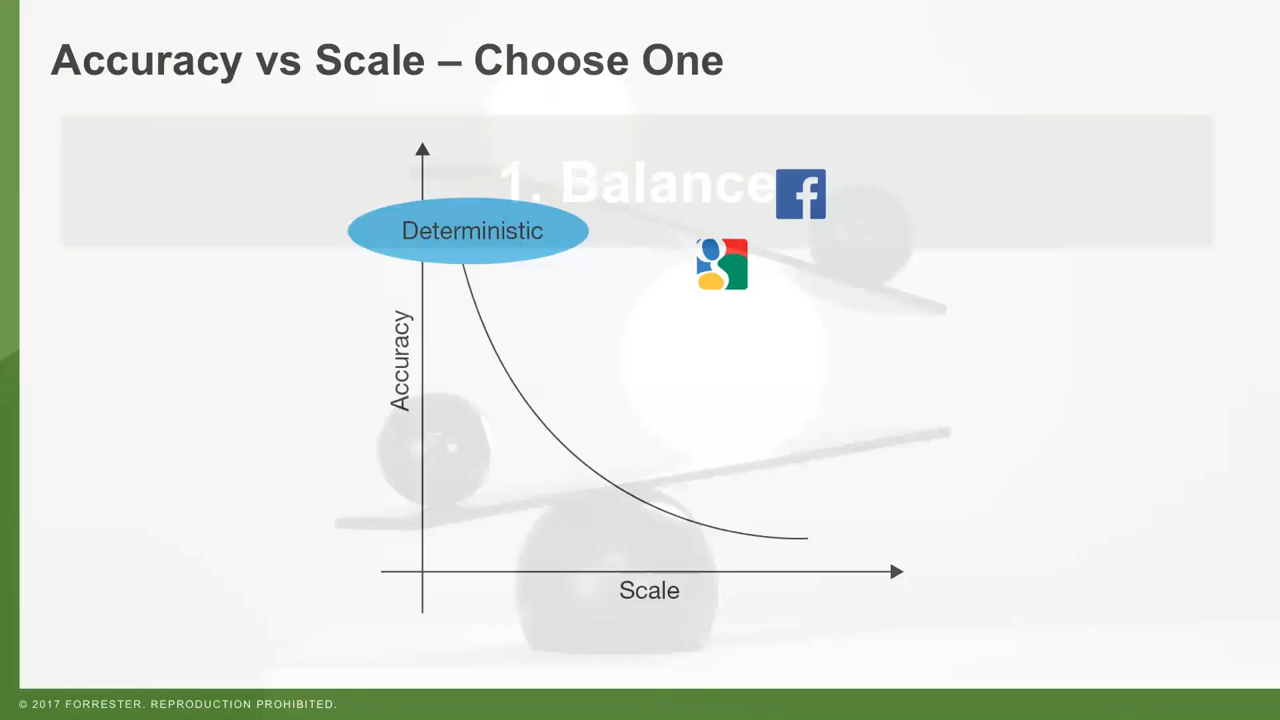 Accuracy vs Scale – Choose One
1. Balance
Deterministic
Accuracy
Scale
© 2017 FORRESTER. REPRODUCTION PROHIBITED.